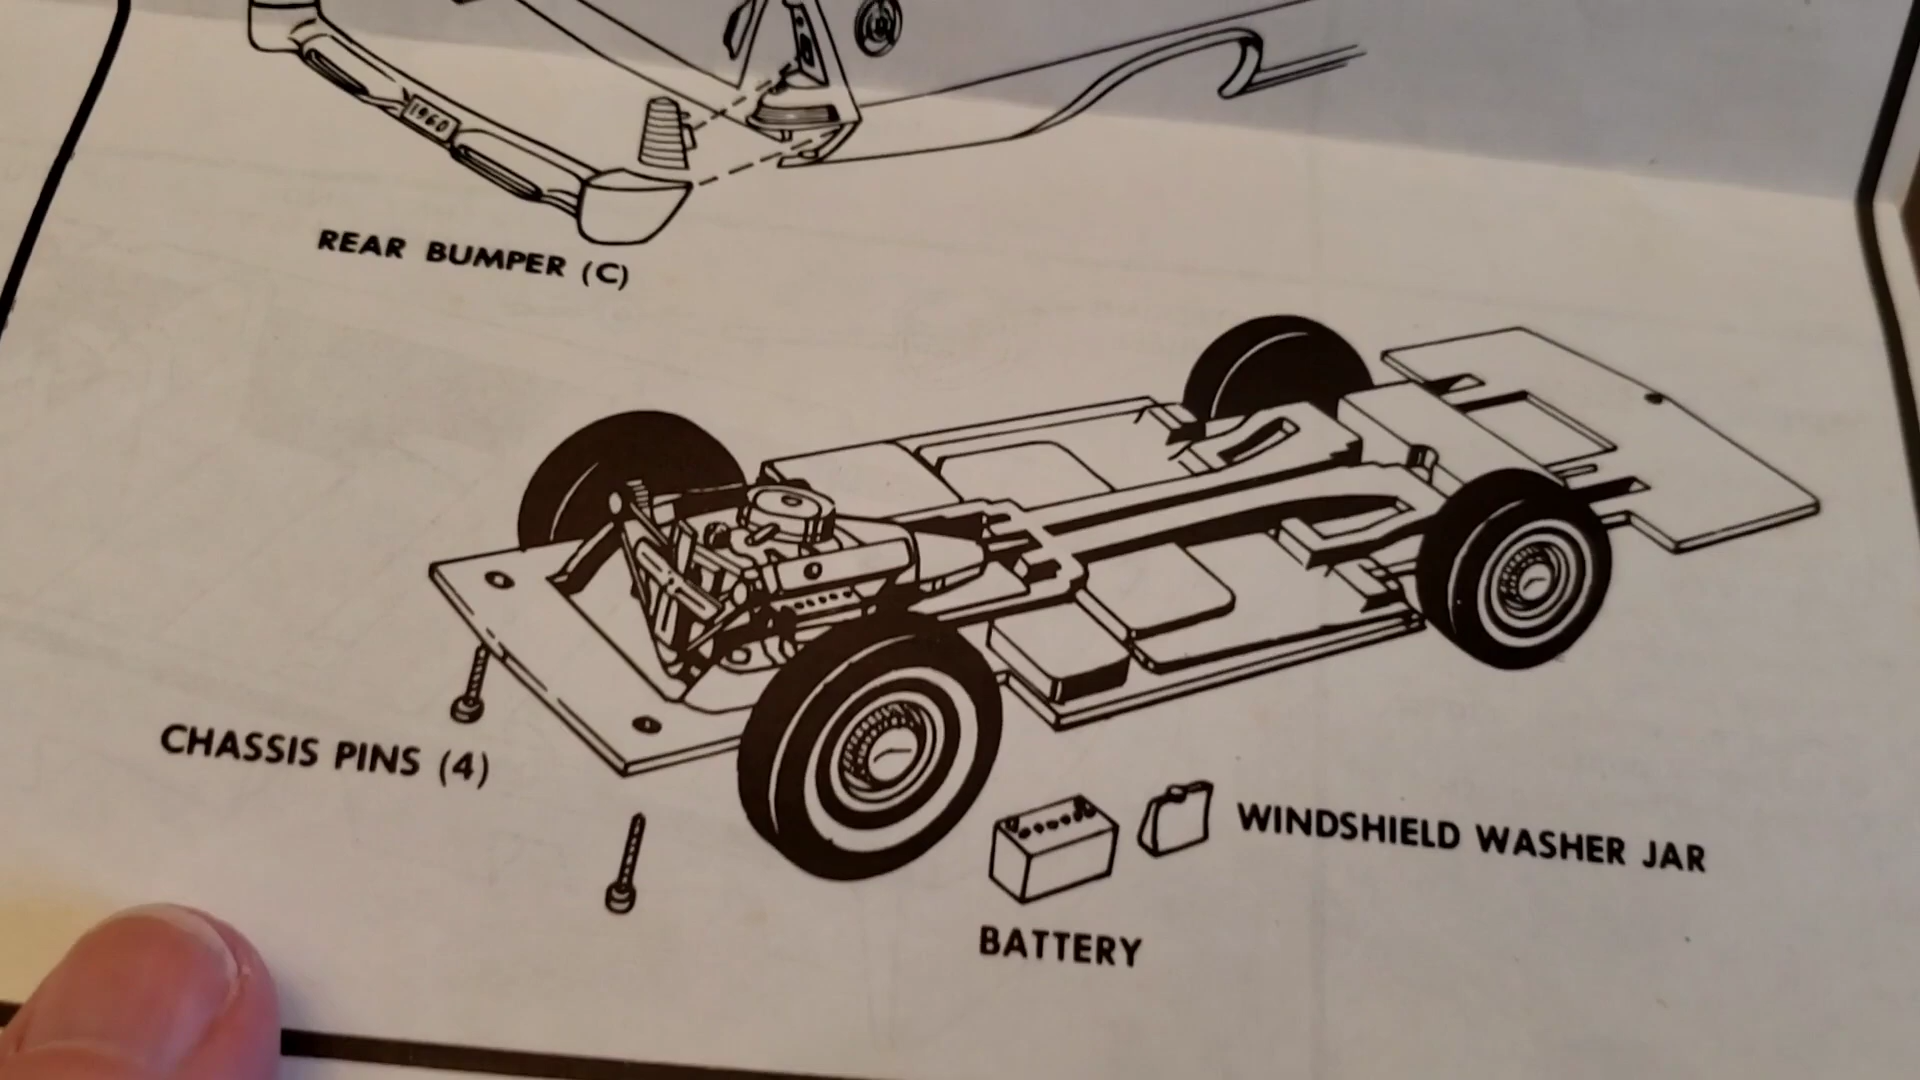 1960
REAR BUMPER (C)
CHASSIS PINS (4)
WINDSHIELD WASHER JAR
BATTERY